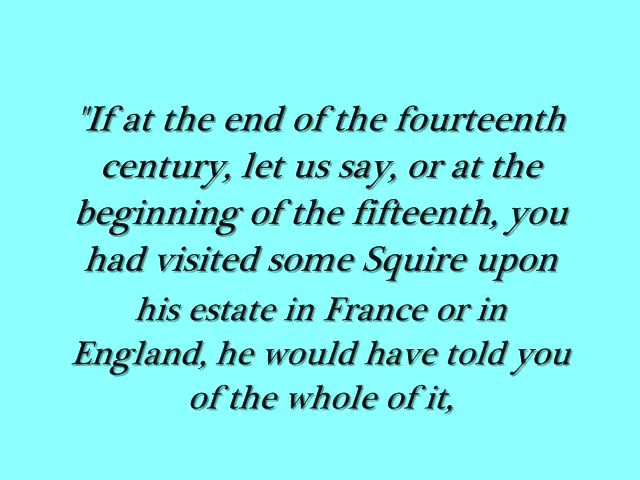 "If at the end of the fourteenth
century, let us say, or at the
beginning of the fifteenth, you
had visited some Squire upon
his estate in France or in
England, he would have told you
of the whole of it,